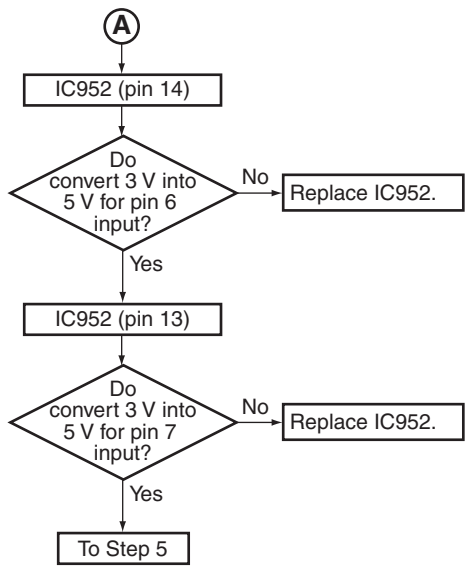 A
IC952 (pin 14)
Do
convert 3 V into
5 V for pin 6
input?
No
Replace IC952.
Yes
IC952 (pin 13)
Do
convert 3 V into
5 V for pin 7
input?
No
Replace IC952.
Yes
To Step 5